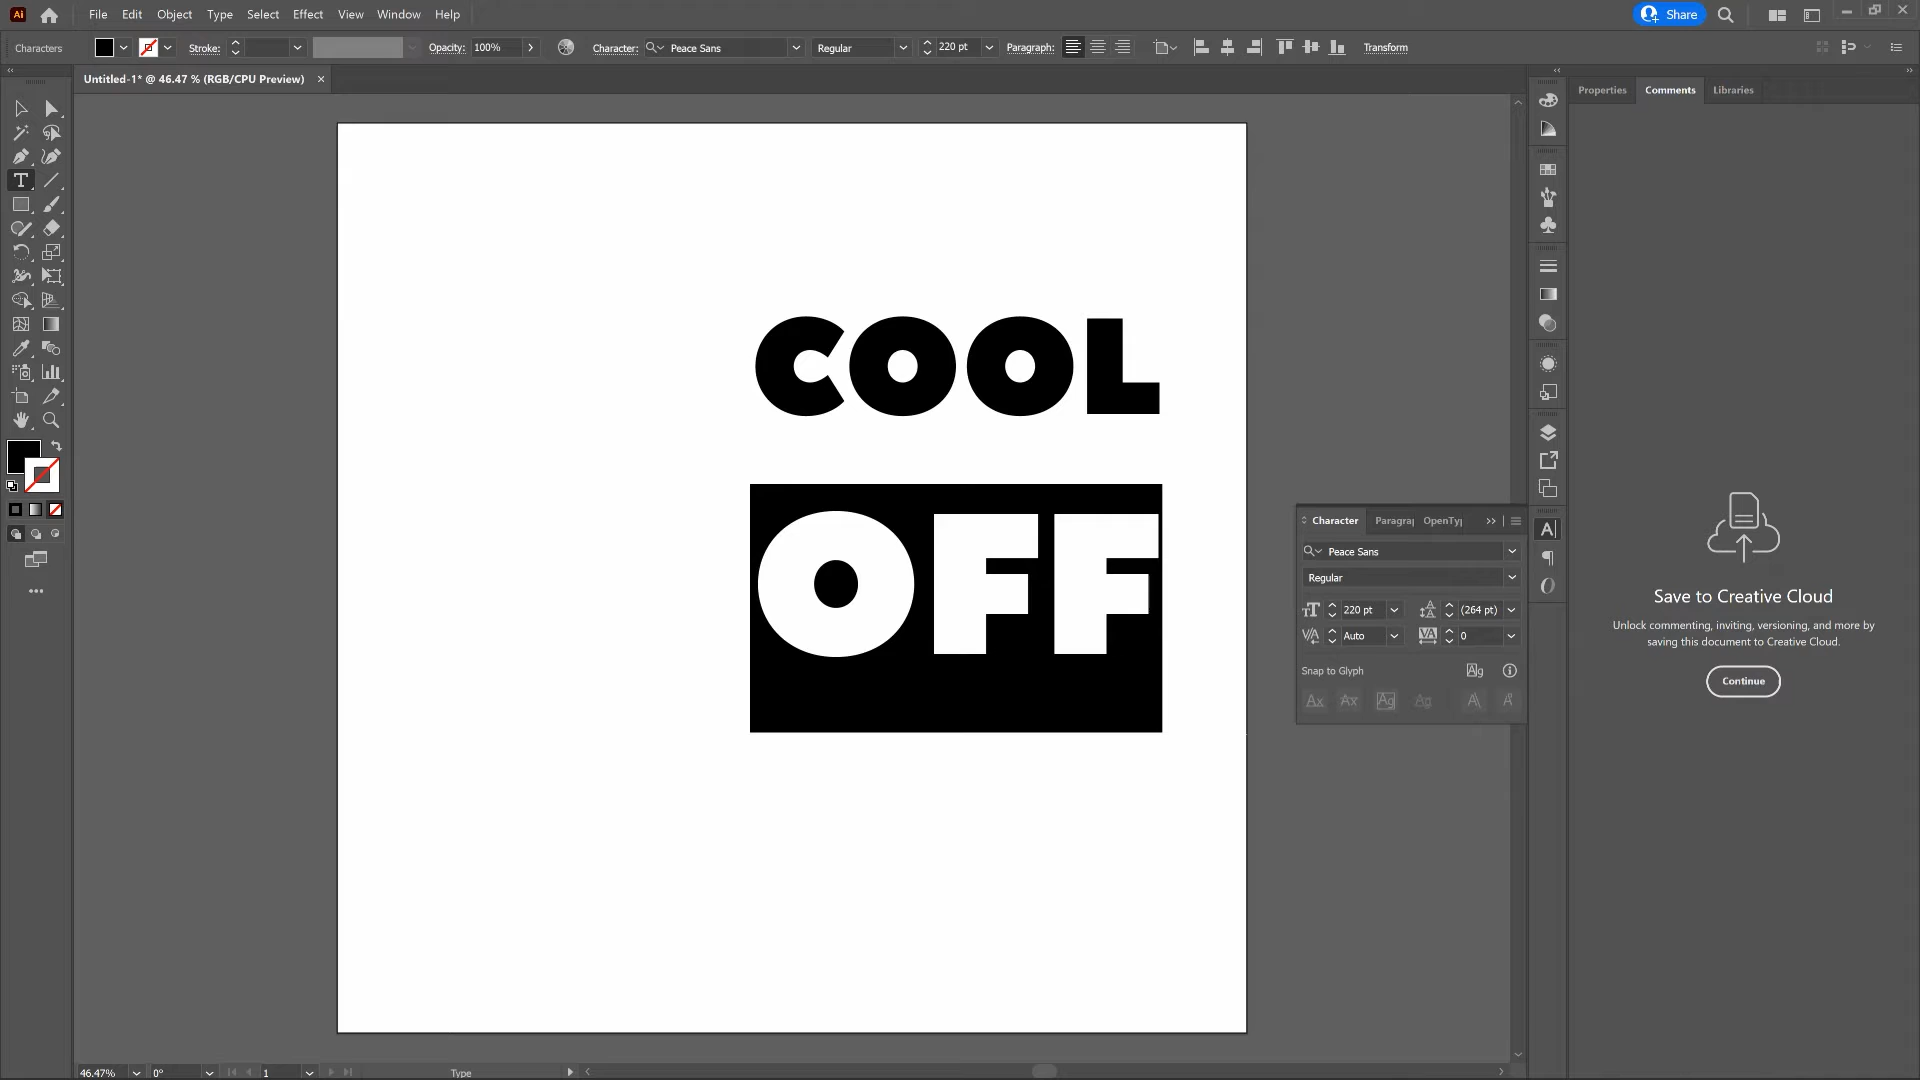 Ai File Edit Object Type Select Effect View Window Help Share
Characters Stroke: Opacity: 100% Character: Peace Sans Regular 220 pt Paragraph: Transform
Untitled-1* @ 46.47 % (RGB/CPU Preview) ×
Properties Comments Libraries
COOL
OFF
Character Paragraj OpenTyj
Peace Sans
Regular
220 pt (264 pt)
Auto 0
Snap to Glyph
Save to Creative Cloud
Unlock commenting, inviting, versioning, and more by
saving this document to Creative Cloud.
Continue
46.47% 0° 1 Type